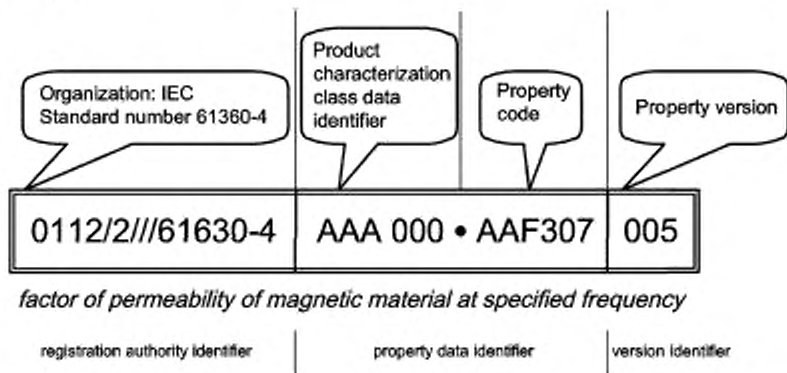 Organization: IEC
Standard number 61360-4
Product
characterization
class data
identifier
Property
code
Property version
0112/2///61630-4 AAA 000 • AAF307 005
factor of permeability of magnetic material at specified frequency
registration authority identifier property data identifier version identifier